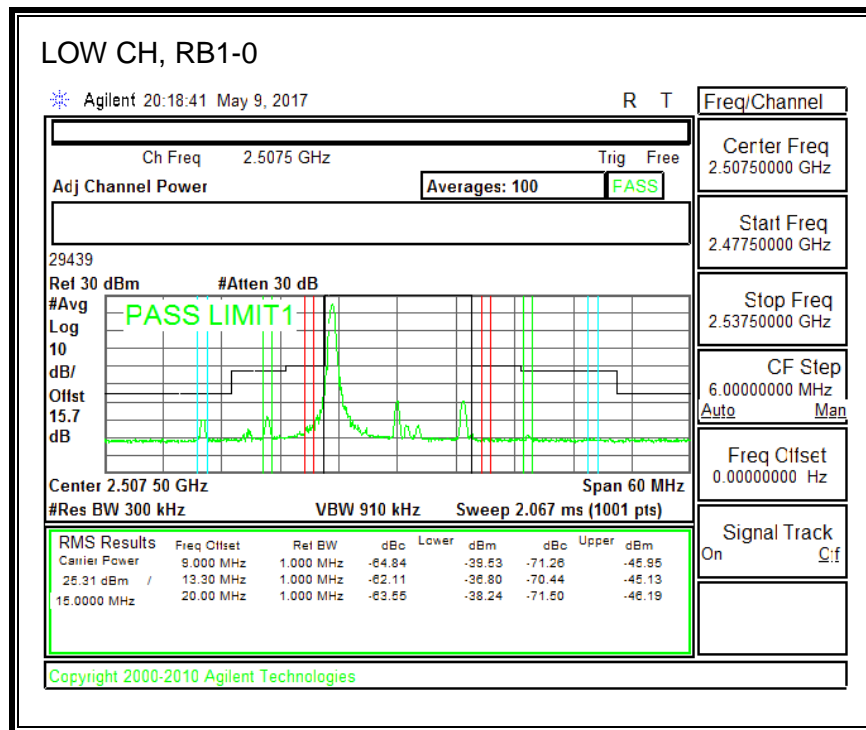 LOW CH, RB1-0
Agilent 20:18:41 May 9, 2017 R T
Freq/Channel
Ch Freq 2.5075 GHz Trig Free
Adj Channel Power Averages: 100 PASS
Center Freq
2.50750000 GHz
Start Freq
2.47750000 GHz
Stop Freq
2.53750000 GHz
CF Step
6.00000000 MHz
Auto Man
Freq Offset
0.00000000 Hz
Signal Track
On Off
29439
Ref 30 dBm #Atten 30 dB
#Avg
Log
10
dB/
Offst
15.7
dB
PASS LIMIT1
Center 2.507 50 GHz Span 60 MHz
#Res BW 300 kHz VBW 910 kHz Sweep 2.067 ms (1001 pts)
RMS Results Freq Offset Ref BW dBc Lower dBm dBc Upper dBm
Carrier Power 9.000 MHz 1.000 MHz -64.84 -39.53 -71.26 -45.95
25.31 dBm / 13.30 MHz 1.000 MHz -62.11 -36.80 -70.44 -45.13
15.0000 MHz 20.00 MHz 1.000 MHz -63.55 -38.24 -71.50 -46.19
Copyright 2000-2010 Agilent Technologies